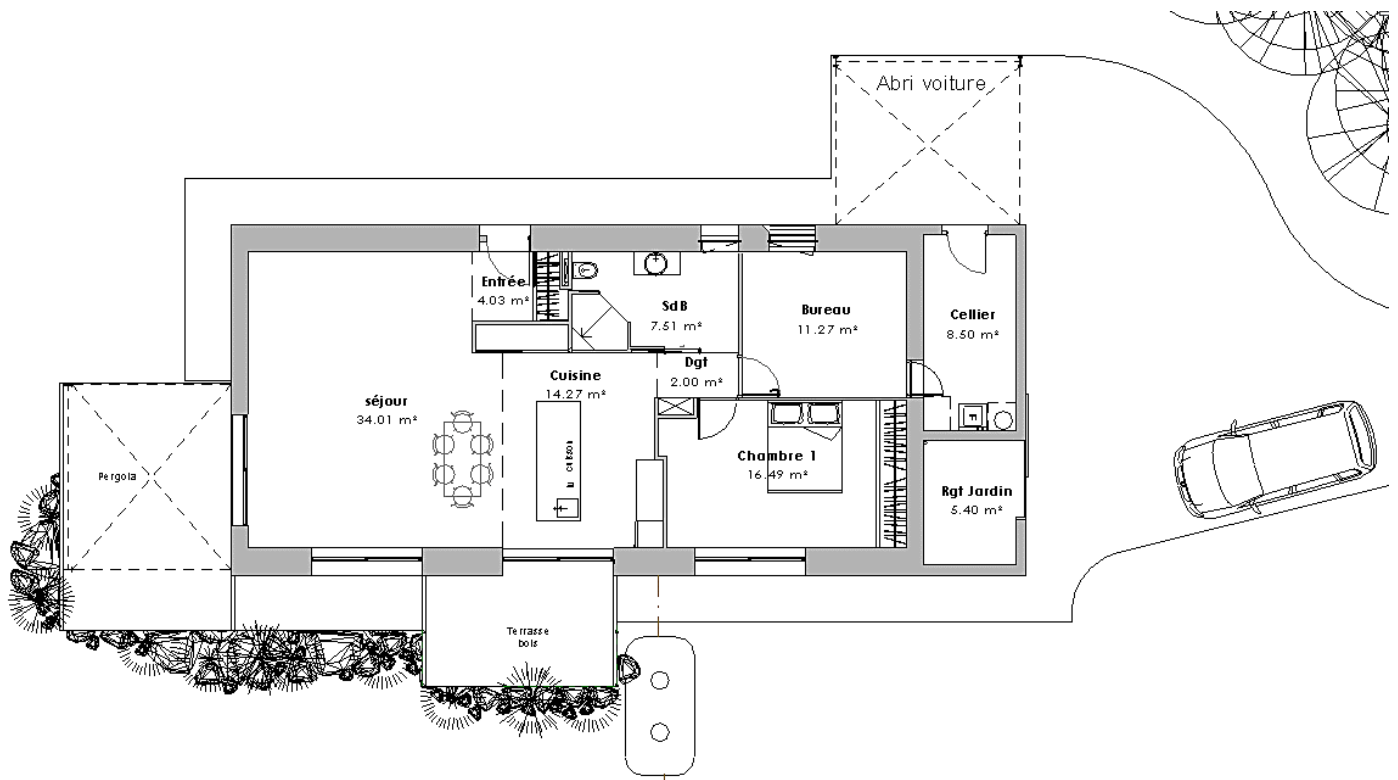 Abri voiture
Entrée
4.03 m²
SdB
7.51 m²
Bureau
11.27 m²
Cellier
8.50 m²
Dgt
2.00 m²
Cuisine
14.27 m²
séjour
34.01 m²
Pergola
Chambre 1
16.49 m²
Rgt Jardin
5.40 m²
F
Terrasse
bois